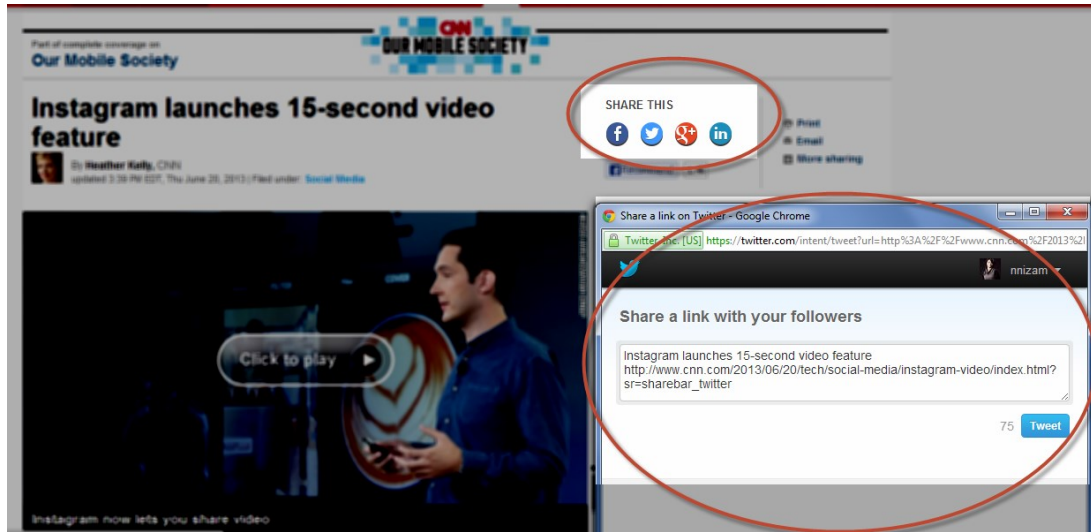 CNN
OUR MOBILE SOCIETY
Part of complete coverage on
Our Mobile Society
Instagram launches 15-second video
feature
By Heather Kelly, CNN
updated 3:39 PM EDT, Thu June 20, 2013 | Filed under: Social Media
SHARE THIS
Print
Email
More sharing
Recommend
Click to play
COVER
Instagram now lets you share video
Share a link on Twitter - Google Chrome
Twitter, Inc. [US] https://twitter.com/intent/tweet?url=http%3A%2F%2Fwww.cnn.com%2F2013%2
nnizam
Share a link with your followers
Instagram launches 15-second video feature
http://www.cnn.com/2013/06/20/tech/social-media/instagram-video/index.html?
sr=sharebar_twitter
75 Tweet